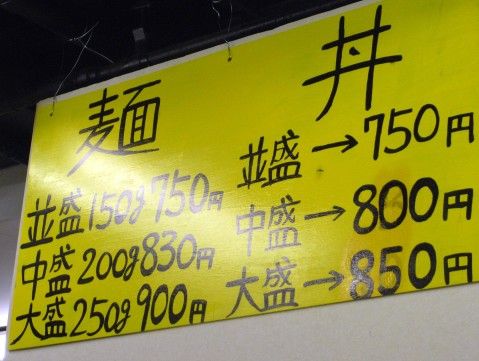 麺
並盛150g750円
中盛200g830円
大盛250g900円
丼
並盛→750円
中盛→800円
大盛→850円